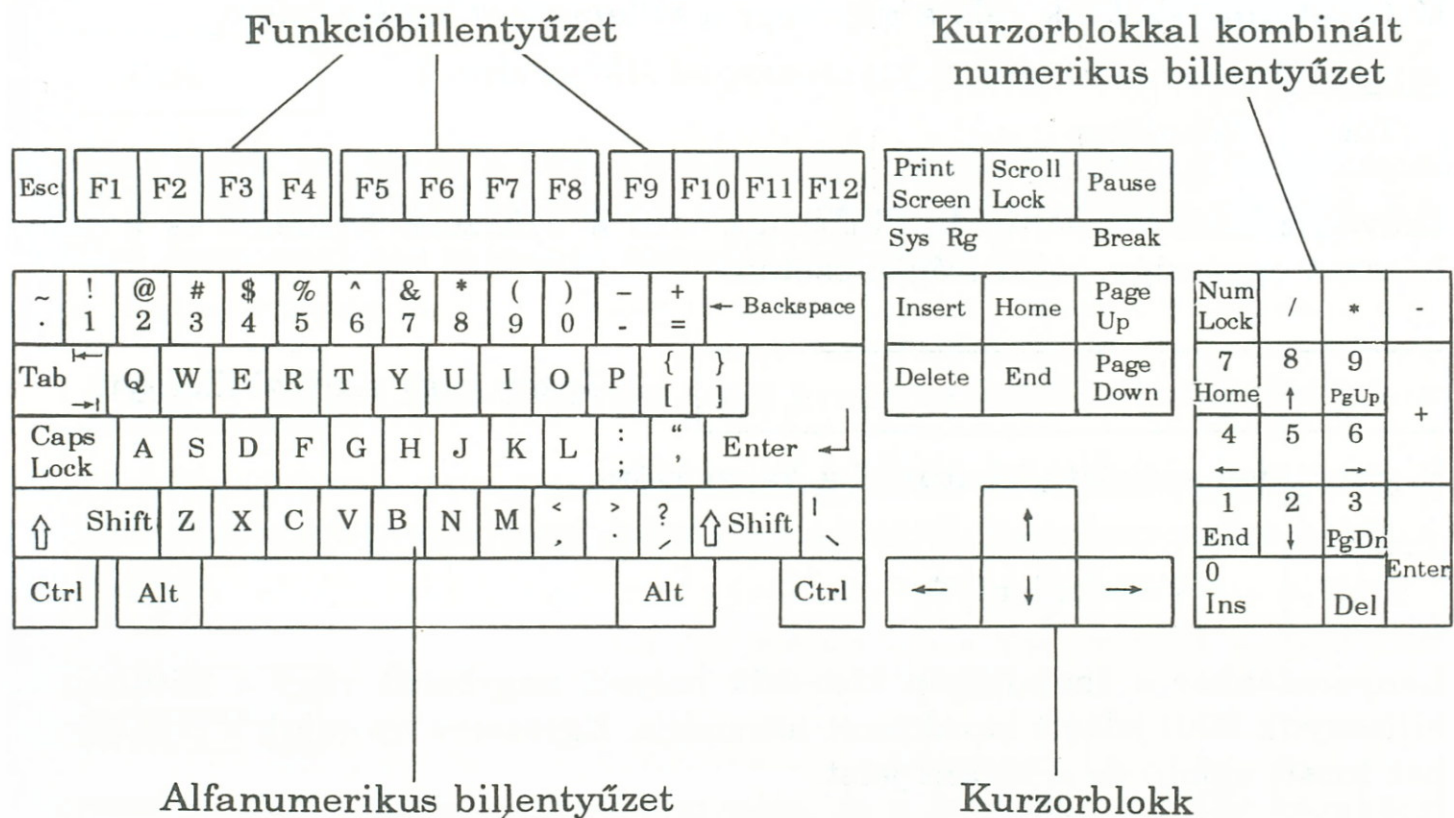 Funkcióbillentyűzet
Kurzorblokkal kombinált
numerikus billentyűzet
Esc F1 F2 F3 F4 F5 F6 F7 F8 F9 F10 F11 F12
Print Screen Scroll Lock Pause
Sys Rg Break
~ ! @ # $ % ^ & * ( ) – +
. 1 2 3 4 5 6 7 8 9 0 - = ← Backspace
Insert Home Page Up
Num Lock / * -
Tab Q W E R T Y U I O P { [ } ]
Delete End Page Down
7 Home 8 ↑ 9 PgUp +
Caps Lock A S D F G H J K L : ; “ , Enter
4 ← 5 6 →
⇧ Shift Z X C V B N M < , > . ? / ⇧ Shift | \
↑
1 End 2 ↓ 3 PgDn Enter
Ctrl Alt Alt Ctrl
← ↓ →
0 Ins Del
Alfanumerikus billentyűzet
Kurzorblokk